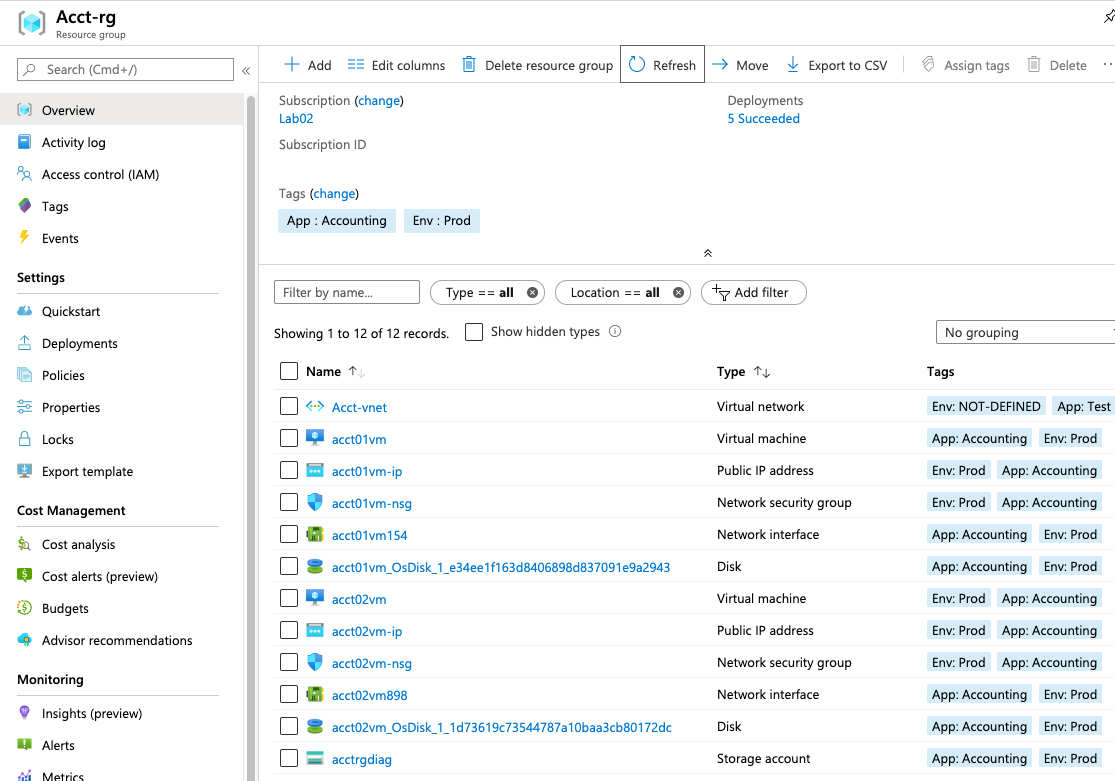 Acct-rg
Resource group
Search (Cmd+/)
«
Overview
Activity log
Access control (IAM)
Tags
Events
Settings
Quickstart
Deployments
Policies
Properties
Locks
Export template
Cost Management
Cost analysis
Cost alerts (preview)
Budgets
Advisor recommendations
Monitoring
Insights (preview)
Alerts
Metrics
Add Edit columns Delete resource group Refresh Move Export to CSV Assign tags Delete ...
Subscription (change)
Lab02
Subscription ID
Deployments
5 Succeeded
Tags (change)
App : Accounting Env : Prod
Filter by name... Type == all Location == all Add filter
Showing 1 to 12 of 12 records. Show hidden types No grouping
Name Type Tags
Acct-vnet Virtual network Env: NOT-DEFINED App: Test
acct01vm Virtual machine App: Accounting Env: Prod
acct01vm-ip Public IP address Env: Prod App: Accounting
acct01vm-nsg Network security group Env: Prod App: Accounting
acct01vm154 Network interface App: Accounting Env: Prod
acct01vm_OsDisk_1_e34ee1f163d8406898d837091e9a2943 Disk App: Accounting Env: Prod
acct02vm Virtual machine Env: Prod App: Accounting
acct02vm-ip Public IP address Env: Prod App: Accounting
acct02vm-nsg Network security group Env: Prod App: Accounting
acct02vm898 Network interface App: Accounting Env: Prod
acct02vm_OsDisk_1_1d73619c73544787a10baa3cb80172dc Disk App: Accounting Env: Prod
acctrgdiag Storage account App: Accounting Env: Prod